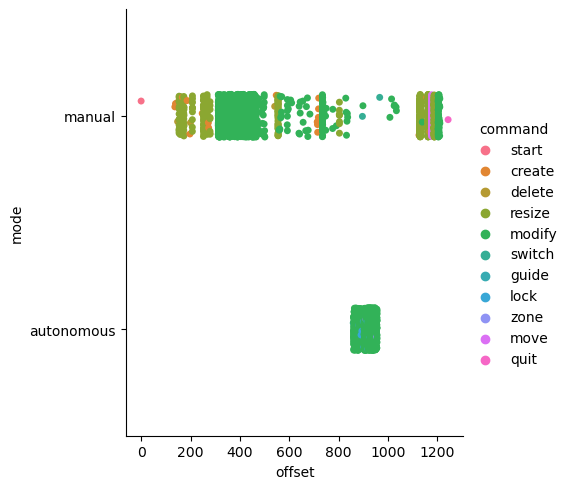 manual
autonomous
mode
0
200
400
600
800
1000
1200
offset
command
start
create
delete
resize
modify
switch
guide
lock
zone
move
quit